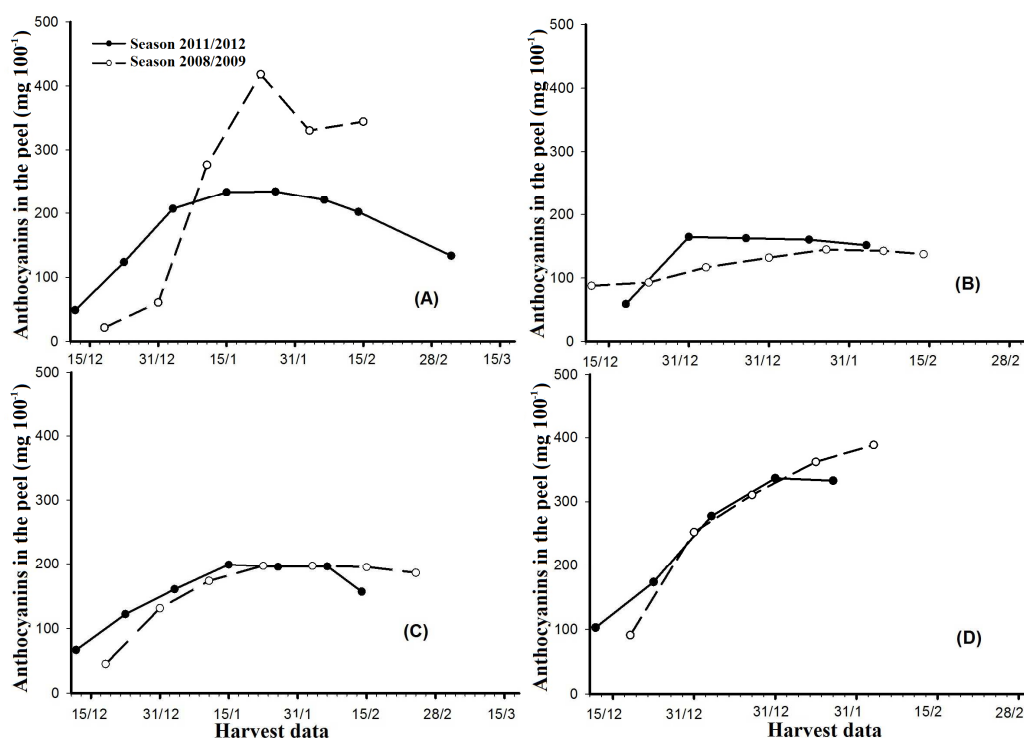 Anthocyanins in the peel (mg 100⁻¹)
500
400
300
200
100
0
Season 2011/2012
Season 2008/2009
(A)
15/12 31/12 15/1 31/1 15/2 28/2 15/3
Anthocyanins in the peel (mg 100⁻¹)
500
400
300
200
100
0
(B)
15/12 31/12 31/12 31/1 15/2 28/2
Anthocyanins in the peel (mg 100⁻¹)
500
400
300
200
100
0
(C)
15/12 31/12 15/1 31/1 15/2 28/2 15/3
Harvest data
Anthocyanins in the peel (mg 100⁻¹)
500
400
300
200
100
0
(D)
15/12 31/12 31/12 31/1 15/2 28/2
Harvest data